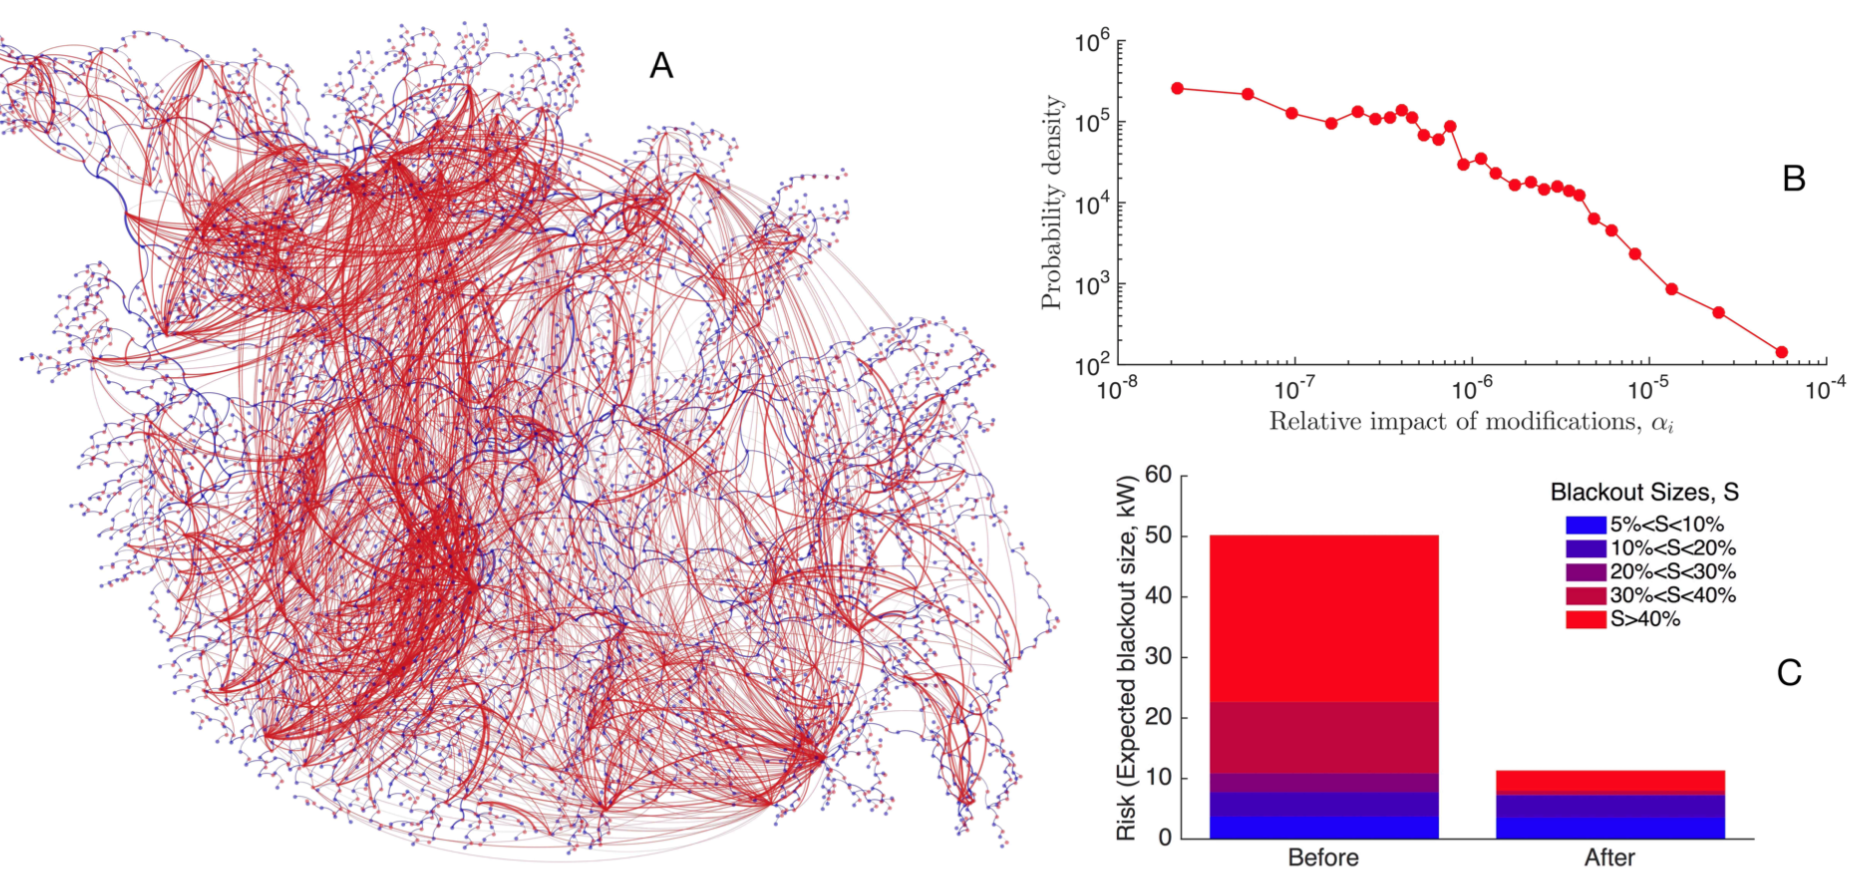 A
10^6
10^5
10^4
10^3
10^2
Probability density
10^-8
10^-7
10^-6
10^-5
10^-4
Relative impact of modifications, α_i
B
60
50
40
30
20
10
0
Risk (Expected blackout size, kW)
Blackout Sizes, S
5%<S<10%
10%<S<20%
20%<S<30%
30%<S<40%
S>40%
C
Before
After